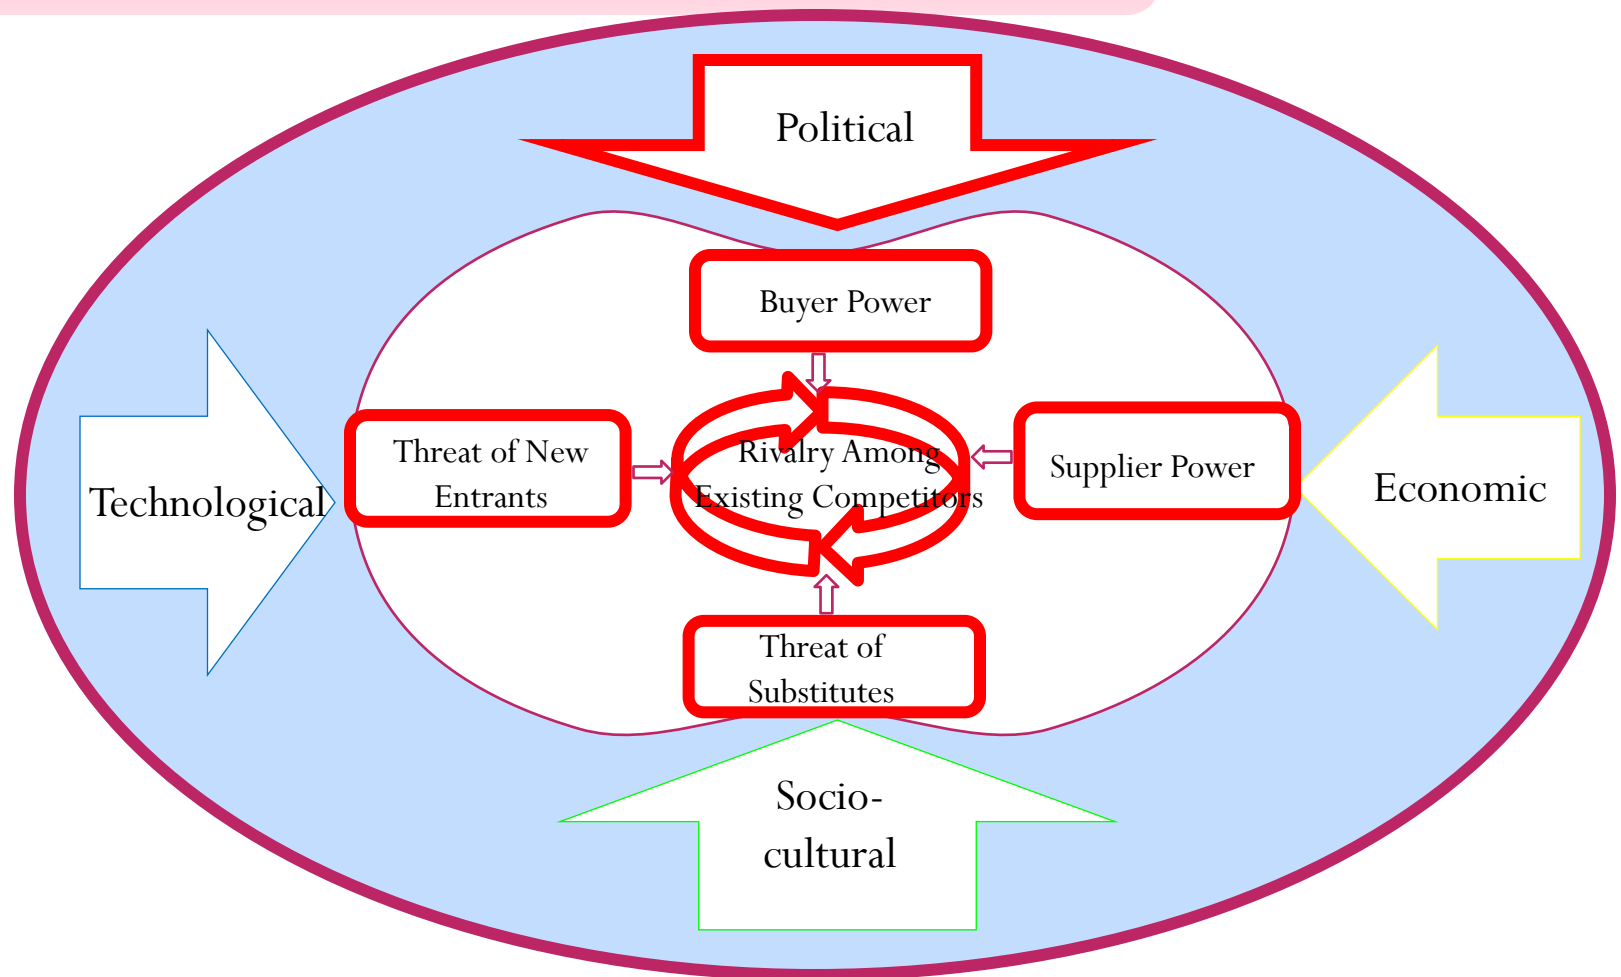 Political
Buyer Power
Threat of New
Entrants
Rivalry Among
Existing Competitors
Supplier Power
Technological
Economic
Threat of
Substitutes
Socio-
cultural